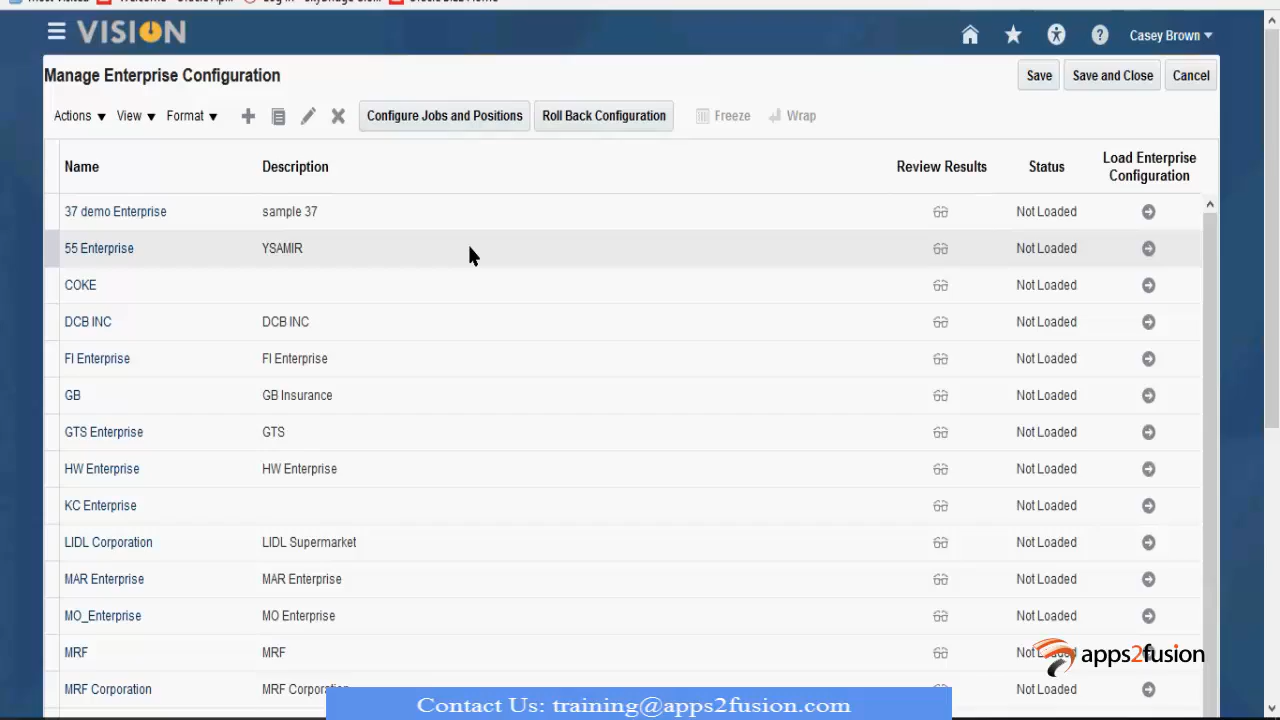 VISION
Casey Brown
Manage Enterprise Configuration
Save
Save and Close
Cancel
Actions
View
Format
Configure Jobs and Positions
Roll Back Configuration
Freeze
Wrap
Name
Description
Review Results
Status
Load Enterprise
Configuration
37 demo Enterprise sample 37 Not Loaded
55 Enterprise YSAMIR Not Loaded
COKE Not Loaded
DCB INC DCB INC Not Loaded
FI Enterprise FI Enterprise Not Loaded
GB GB Insurance Not Loaded
GTS Enterprise GTS Not Loaded
HW Enterprise HW Enterprise Not Loaded
KC Enterprise Not Loaded
LIDL Corporation LIDL Supermarket Not Loaded
MAR Enterprise MAR Enterprise Not Loaded
MO_Enterprise MO Enterprise Not Loaded
MRF MRF
apps2fusion
MRF Corporation MRF Not Loaded
Contact Us: training@apps2fusion.com